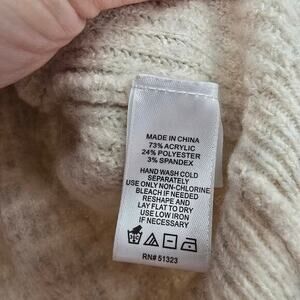 MADE IN CHINA
73% ACRYLIC
24% POLYESTER
3% SPANDEX
HAND WASH COLD
SEPARATELY
USE ONLY NON-CHLORINE
BLEACH IF NEEDED
RESHAPE AND
LAY FLAT TO DRY
USE LOW IRON
IF NECESSARY
RN# 51323